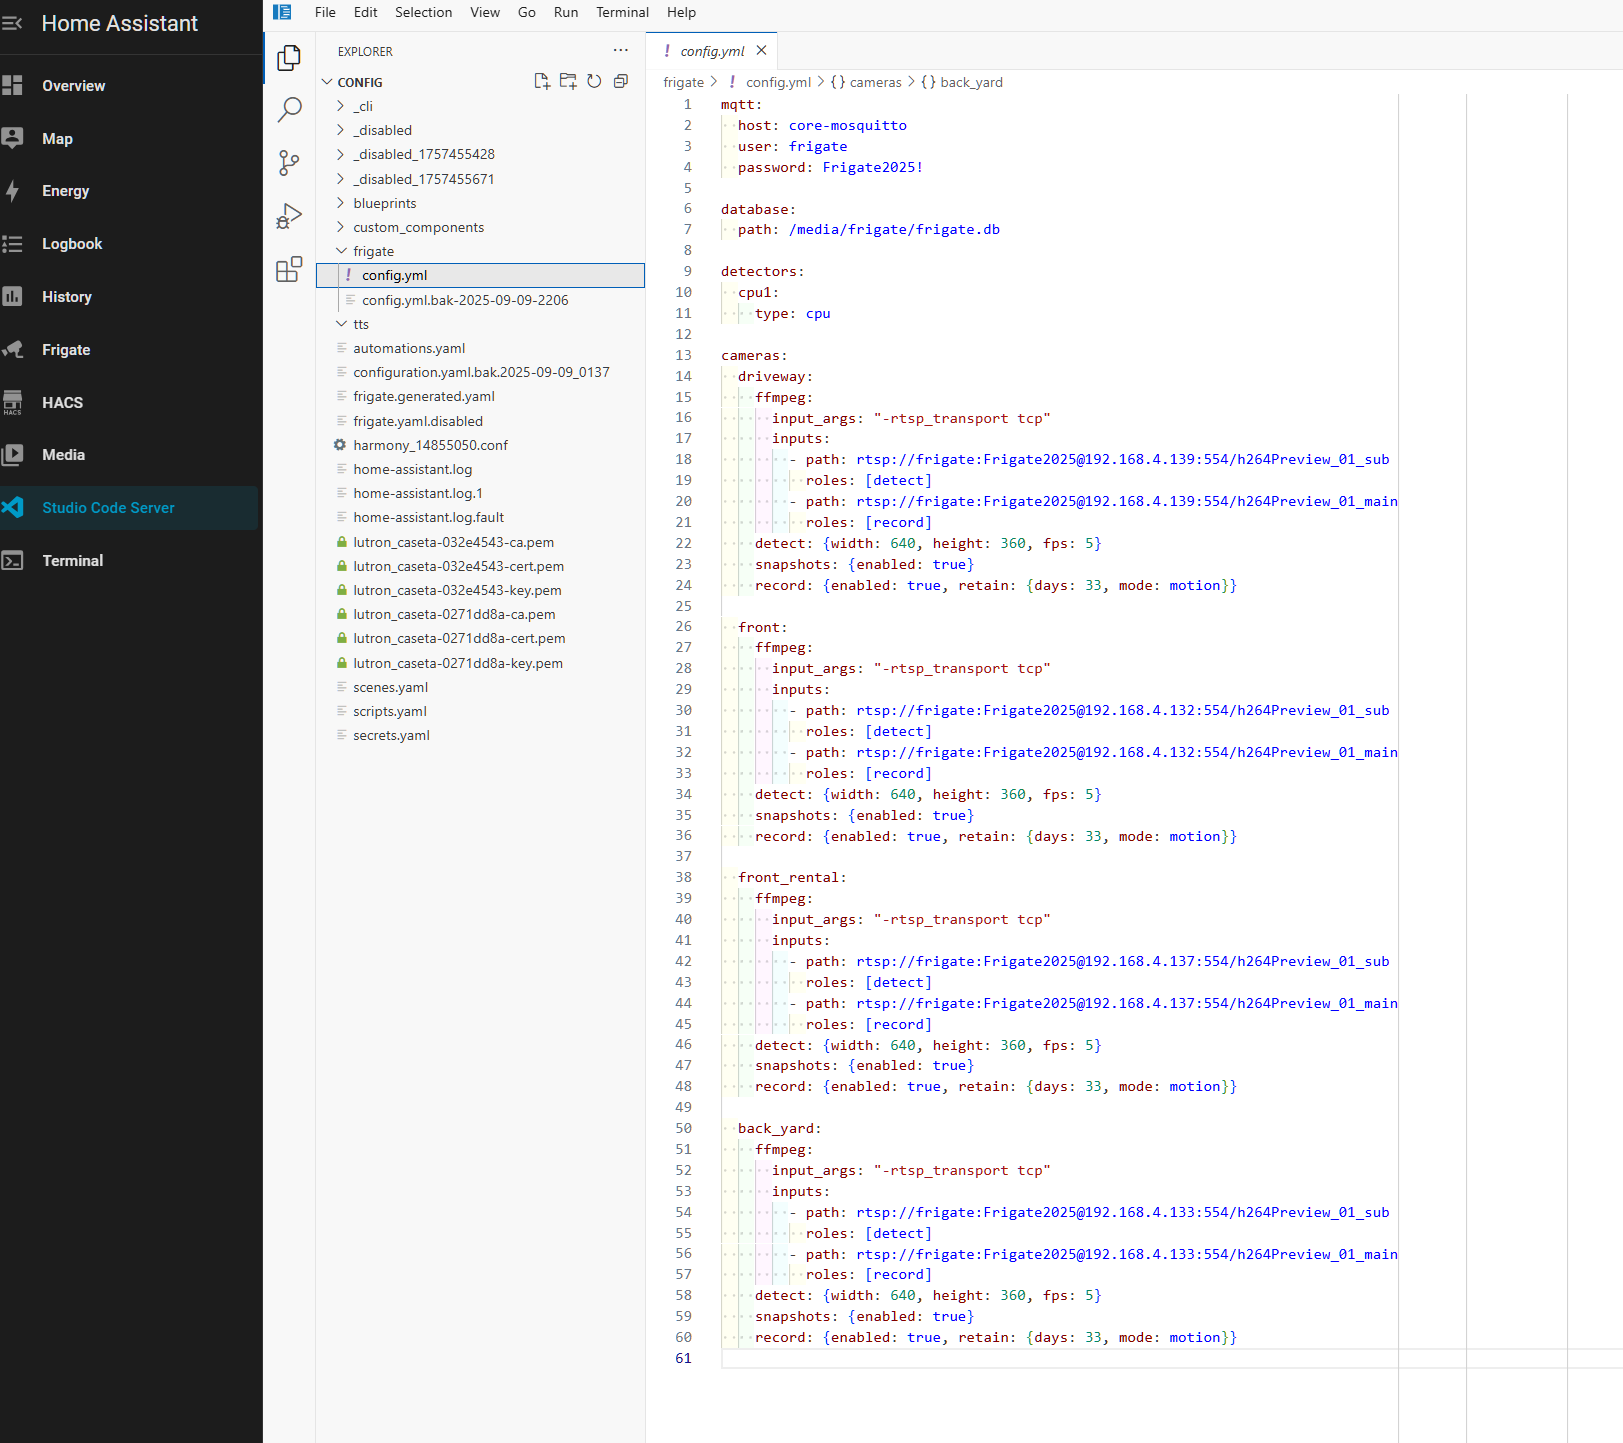 Home Assistant
Overview
Map
Energy
Logbook
History
Frigate
HACS
HACS
Media
Studio Code Server
Terminal
File Edit Selection View Go Run Terminal Help
EXPLORER ···
CONFIG
_cli
_disabled
_disabled_1757455428
_disabled_1757455671
blueprints
custom_components
frigate
! config.yml
config.yml.bak-2025-09-09-2206
tts
automations.yaml
configuration.yaml.bak.2025-09-09_0137
frigate.generated.yaml
frigate.yaml.disabled
harmony_14855050.conf
home-assistant.log
home-assistant.log.1
home-assistant.log.fault
lutron_caseta-032e4543-ca.pem
lutron_caseta-032e4543-cert.pem
lutron_caseta-032e4543-key.pem
lutron_caseta-0271dd8a-ca.pem
lutron_caseta-0271dd8a-cert.pem
lutron_caseta-0271dd8a-key.pem
scenes.yaml
scripts.yaml
secrets.yaml
! config.yml
frigate > ! config.yml > {} cameras > {} back_yard
1 mqtt:
2   host: core-mosquitto
3   user: frigate
4   password: Frigate2025!
5
6 database:
7   path: /media/frigate/frigate.db
8
9 detectors:
10   cpu1:
11     type: cpu
12
13 cameras:
14   driveway:
15     ffmpeg:
16       input_args: "-rtsp_transport tcp"
17       inputs:
18         - path: rtsp://frigate:Frigate2025@192.168.4.139:554/h264Preview_01_sub
19           roles: [detect]
20         - path: rtsp://frigate:Frigate2025@192.168.4.139:554/h264Preview_01_main
21           roles: [record]
22     detect: {width: 640, height: 360, fps: 5}
23     snapshots: {enabled: true}
24     record: {enabled: true, retain: {days: 33, mode: motion}}
25
26   front:
27     ffmpeg:
28       input_args: "-rtsp_transport tcp"
29       inputs:
30         - path: rtsp://frigate:Frigate2025@192.168.4.132:554/h264Preview_01_sub
31           roles: [detect]
32         - path: rtsp://frigate:Frigate2025@192.168.4.132:554/h264Preview_01_main
33           roles: [record]
34     detect: {width: 640, height: 360, fps: 5}
35     snapshots: {enabled: true}
36     record: {enabled: true, retain: {days: 33, mode: motion}}
37
38   front_rental:
39     ffmpeg:
40       input_args: "-rtsp_transport tcp"
41       inputs:
42         - path: rtsp://frigate:Frigate2025@192.168.4.137:554/h264Preview_01_sub
43           roles: [detect]
44         - path: rtsp://frigate:Frigate2025@192.168.4.137:554/h264Preview_01_main
45           roles: [record]
46     detect: {width: 640, height: 360, fps: 5}
47     snapshots: {enabled: true}
48     record: {enabled: true, retain: {days: 33, mode: motion}}
49
50   back_yard:
51     ffmpeg:
52       input_args: "-rtsp_transport tcp"
53       inputs:
54         - path: rtsp://frigate:Frigate2025@192.168.4.133:554/h264Preview_01_sub
55           roles: [detect]
56         - path: rtsp://frigate:Frigate2025@192.168.4.133:554/h264Preview_01_main
57           roles: [record]
58     detect: {width: 640, height: 360, fps: 5}
59     snapshots: {enabled: true}
60     record: {enabled: true, retain: {days: 33, mode: motion}}
61